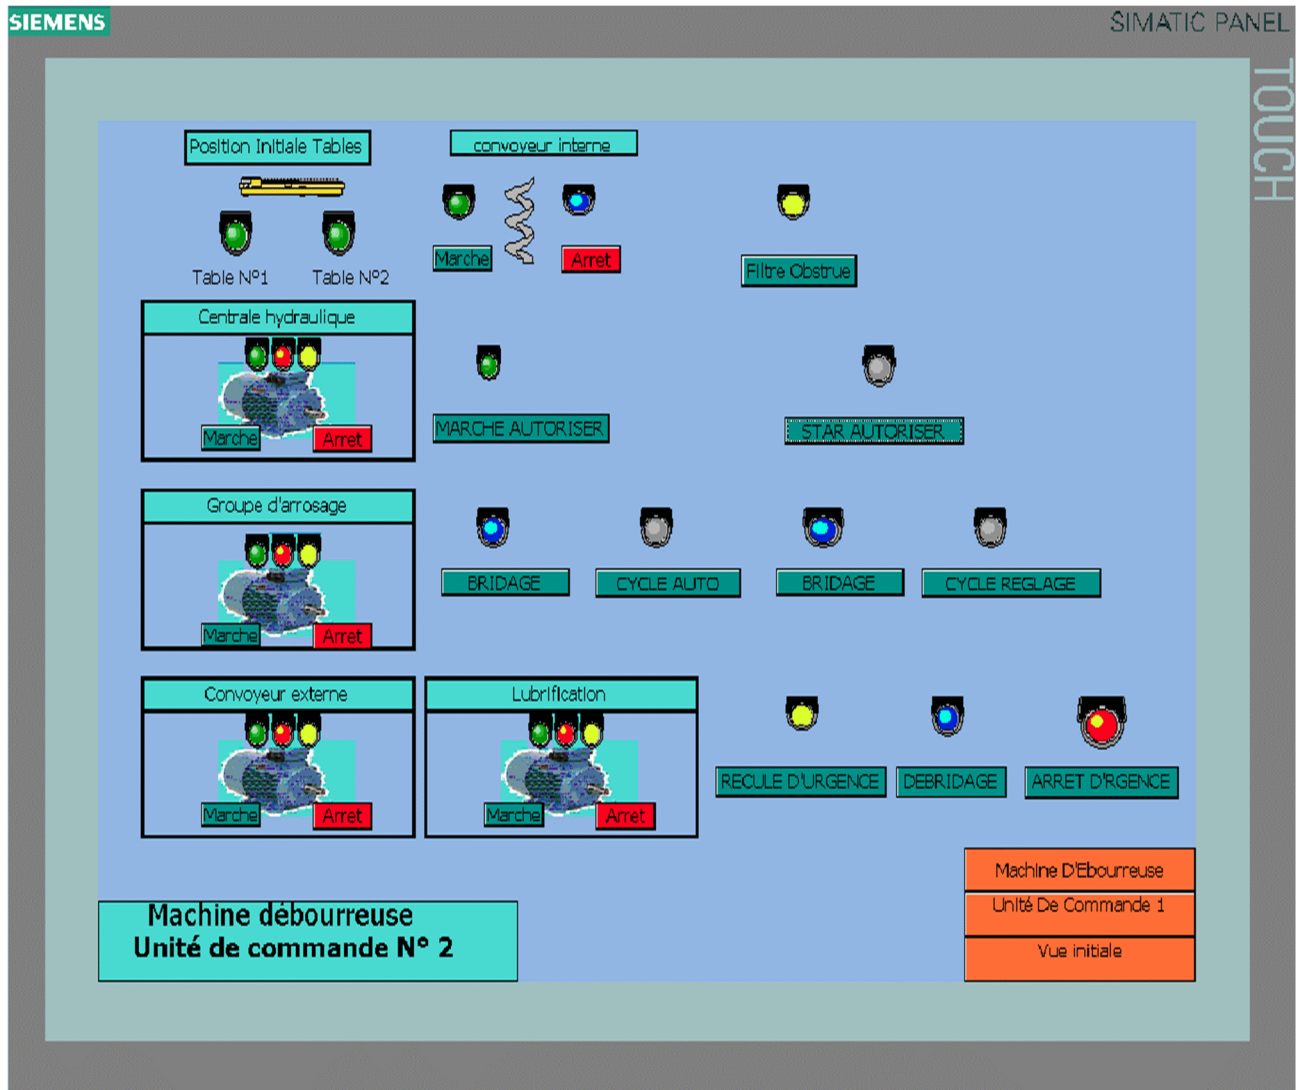 SIEMENS
SIMATIC PANEL
TOUCH
Position Initiale Tables
convoyeur interne
Marche
Arret
Table N°1
Table N°2
Filtre Obstrue
Centrale hydraulique
Marche
Arret
MARCHE AUTORISER
STAR AUTORISER
Groupe d'arrosage
Marche
Arret
BRIDAGE
CYCLE AUTO
BRIDAGE
CYCLE REGLAGE
Convoyeur externe
Marche
Arret
Lubrification
Marche
Arret
RECULE D'URGENCE
DEBRIDAGE
ARRET D'RGENCE
Machine D'Ebourreuse
Unité De Commande 1
Vue initiale
Machine débourreuse
Unité de commande N° 2